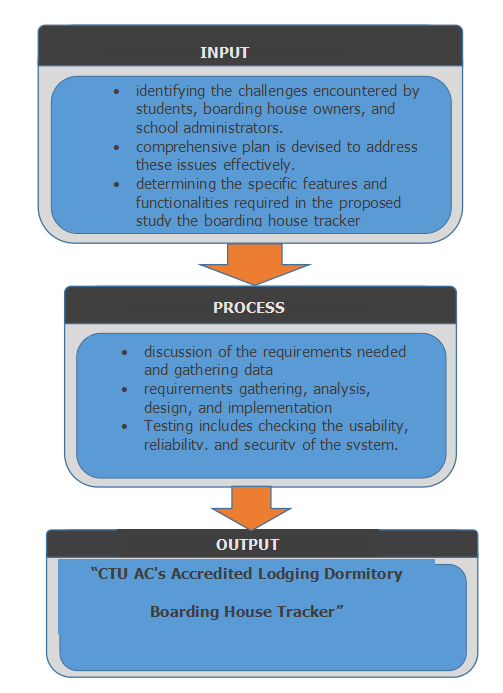 INPUT
• identifying the challenges encountered by
students, boarding house owners, and
school administrators.
• comprehensive plan is devised to address
these issues effectively.
• determining the specific features and
functionalities required in the proposed
study the boarding house tracker
PROCESS
• discussion of the requirements needed
and gathering data
• requirements gathering, analysis,
design, and implementation
• Testing includes checking the usability,
reliability, and security of the system.
OUTPUT
“CTU AC's Accredited Lodging Dormitory
Boarding House Tracker”